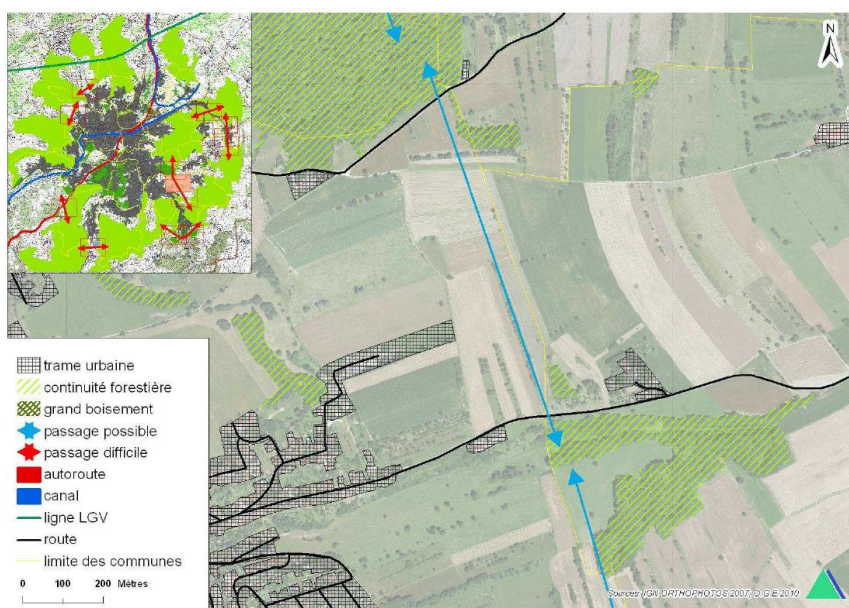 N
trame urbaine
continuité forestière
grand boisement
passage possible
passage difficile
autoroute
canal
ligne LGV
route
limite des communes
0 100 200 Mètres
Sources: IGN ORTHOPHOTOS 2007, O.G.E 2010